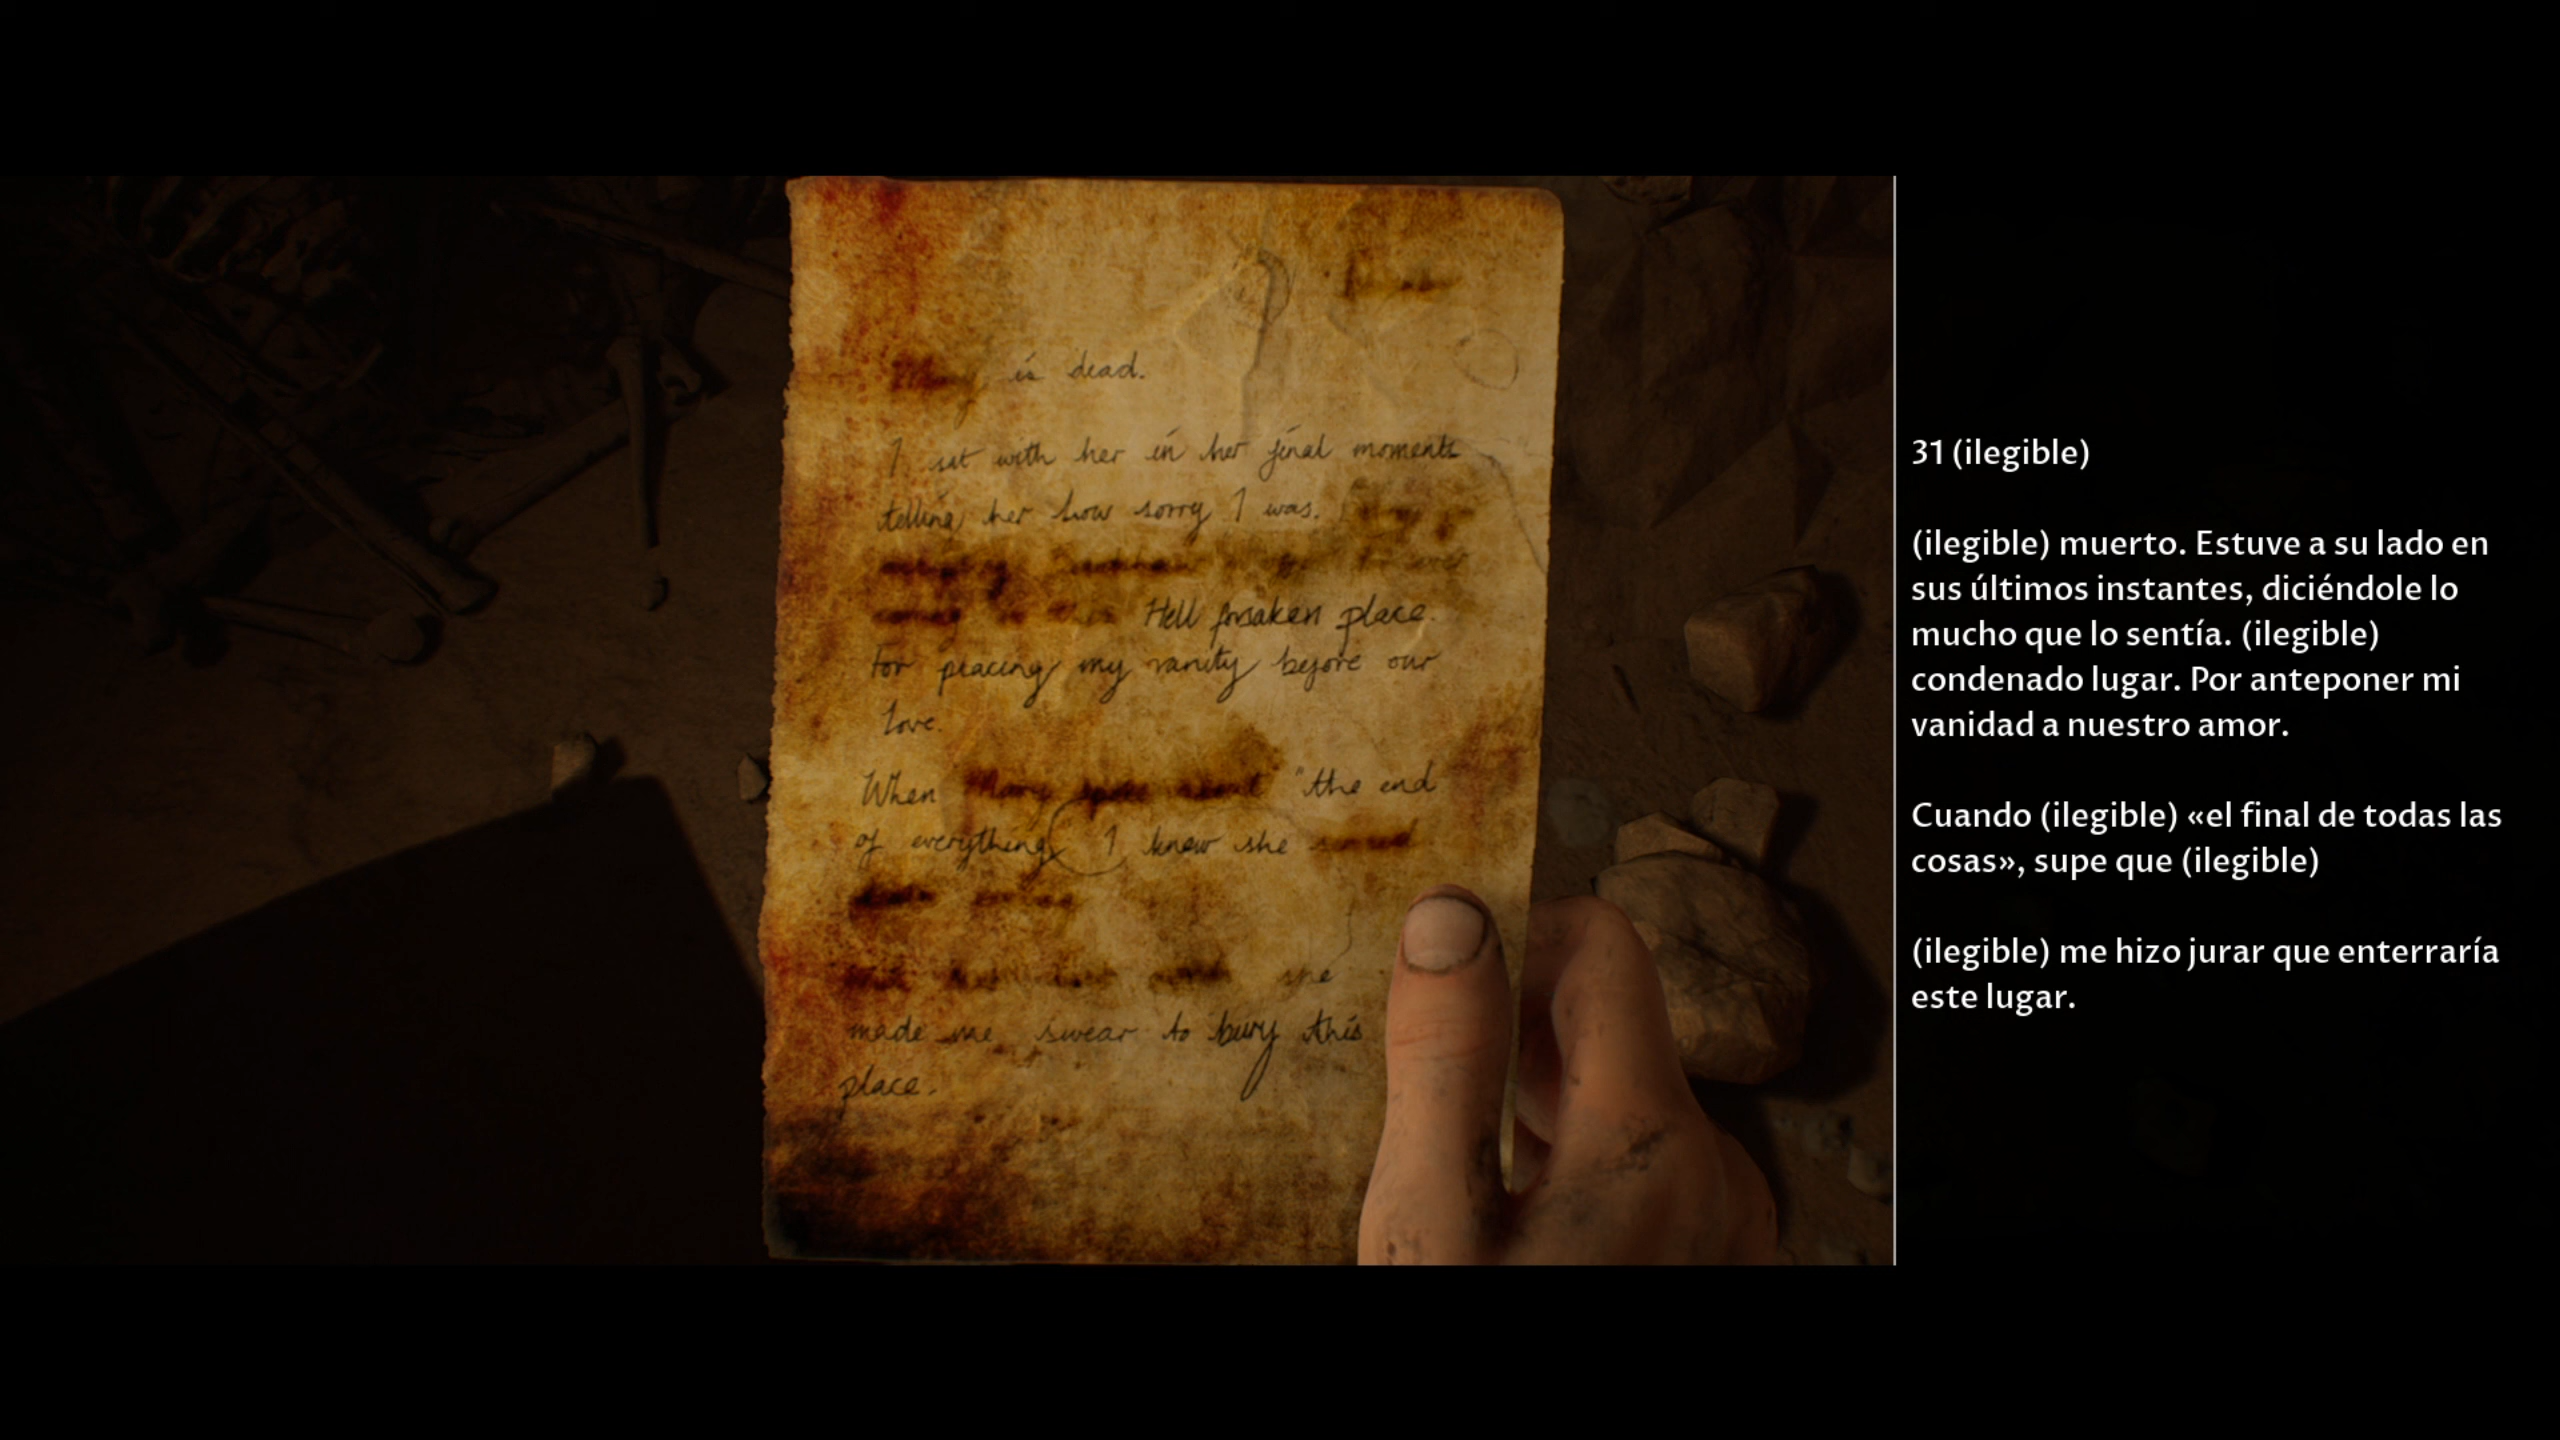 is dead.
I sat with her in her final moments
telling her how sorry I was.
Hell forsaken place.
For placing my vanity before our
love.
When Mary spoke about "the end
of everything" I knew she
she
made me swear to bury this
place.
31 (ilegible)
(ilegible) muerto. Estuve a su lado en
sus últimos instantes, diciéndole lo
mucho que lo sentía. (ilegible)
condenado lugar. Por anteponer mi
vanidad a nuestro amor.
Cuando (ilegible) «el final de todas las
cosas», supe que (ilegible)
(ilegible) me hizo jurar que enterraría
este lugar.